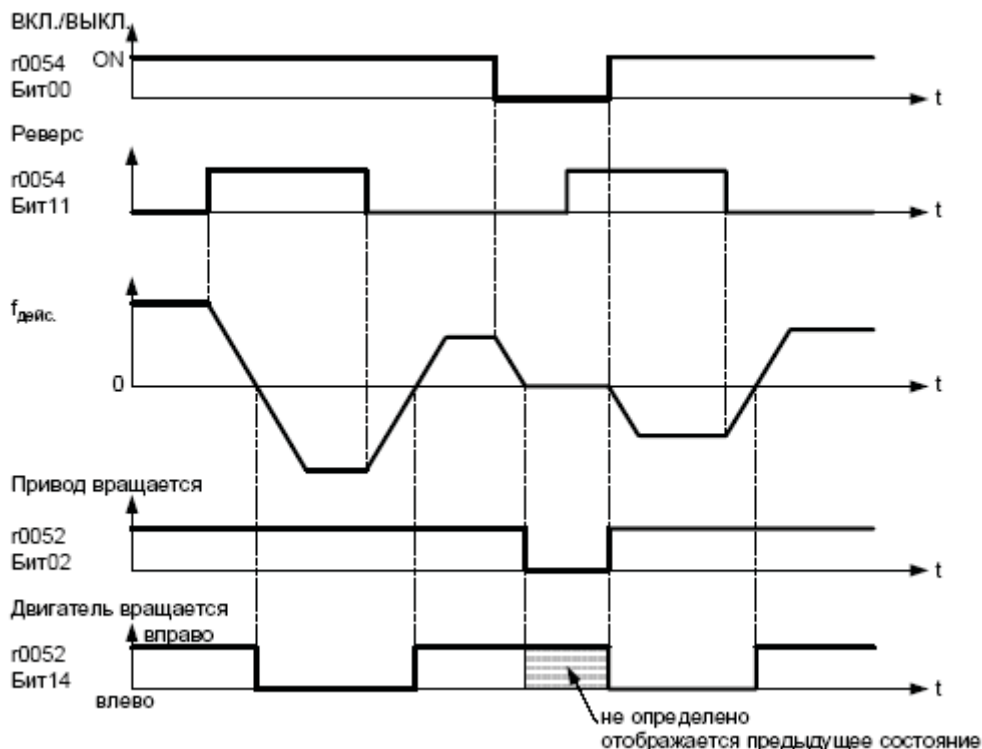 ВКЛ./ВЫКЛ.
r0054 ON
Бит00
t
Реверс
r0054
Бит11
t
fдейс.
0
t
Привод вращается
r0052
Бит02
t
Двигатель вращается
вправо
r0052
Бит14
t
влево
не определено
отображается предыдущее состояние